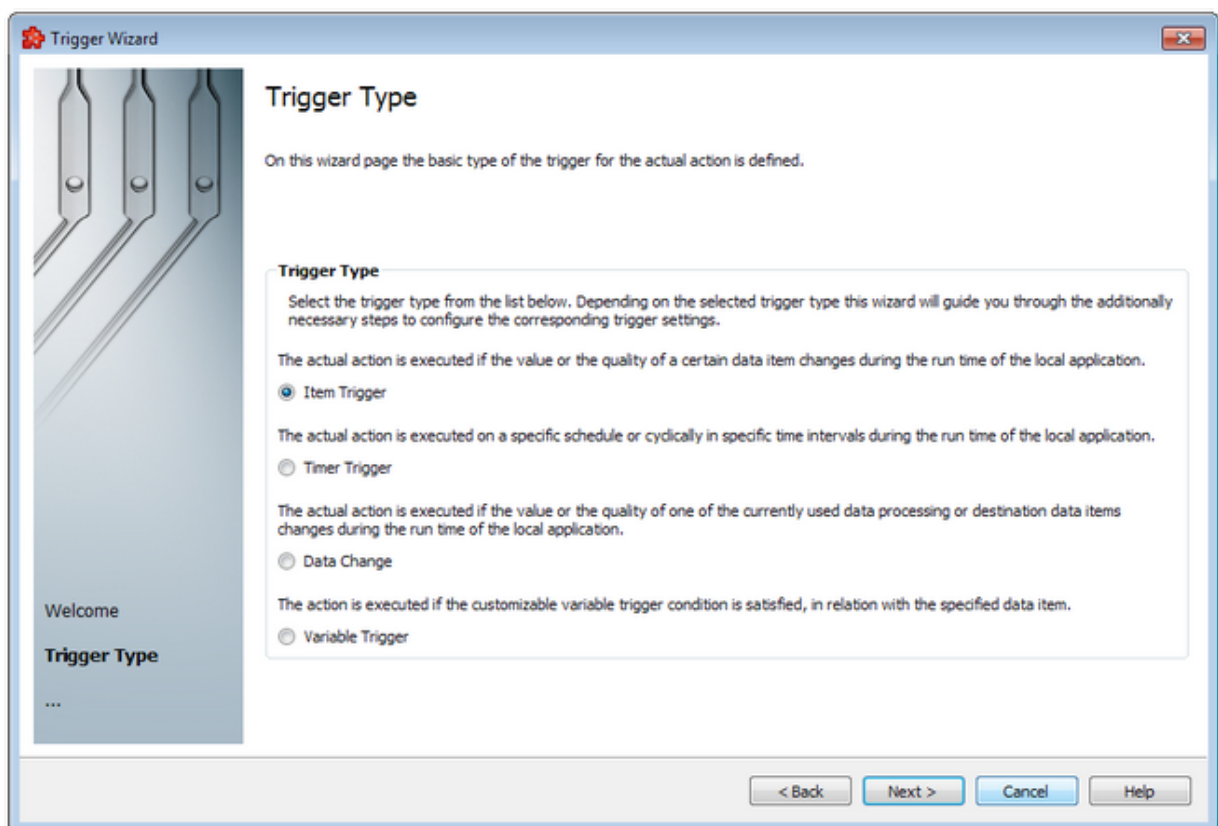 Trigger Wizard
Trigger Type
On this wizard page the basic type of the trigger for the actual action is defined.
Trigger Type
Select the trigger type from the list below. Depending on the selected trigger type this wizard will guide you through the additionally
necessary steps to configure the corresponding trigger settings.
The actual action is executed if the value or the quality of a certain data item changes during the run time of the local application.
Item Trigger
The actual action is executed on a specific schedule or cyclically in specific time intervals during the run time of the local application.
Timer Trigger
The actual action is executed if the value or the quality of one of the currently used data processing or destination data items
changes during the run time of the local application.
Data Change
The action is executed if the customizable variable trigger condition is satisfied, in relation with the specified data item.
Variable Trigger
Welcome
Trigger Type
...
< Back
Next >
Cancel
Help